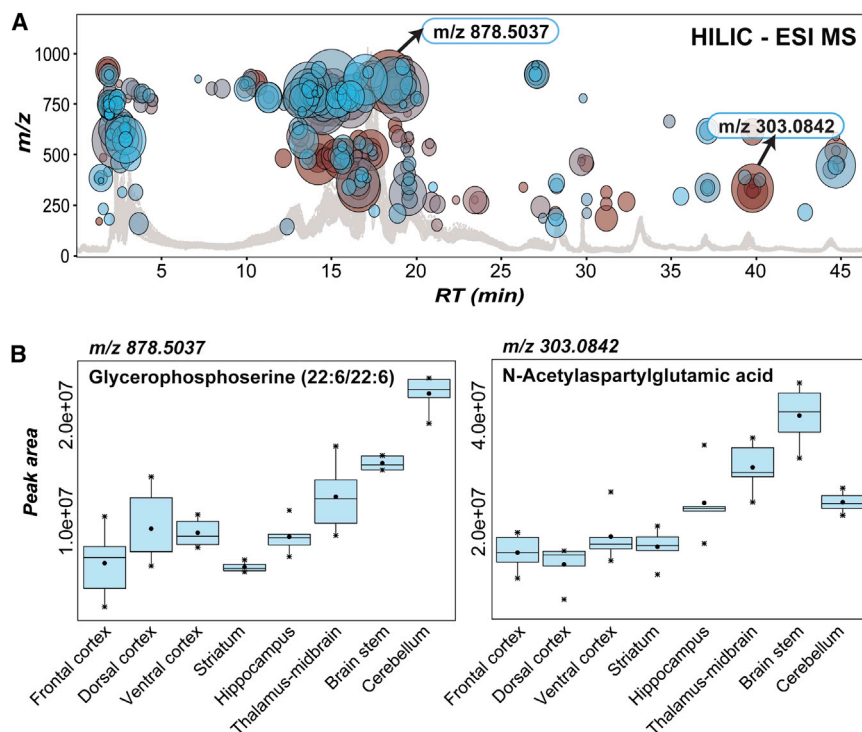 A
m/z 878.5037
HILIC - ESI MS
m/z
1000
750
500
250
0
m/z 303.0842
5 10 15 20 25 30 35 40 45
RT (min)
B
m/z 878.5037
Glycerophosphoserine (22:6/22:6)
Peak area
2.0e+07
1.0e+07
Frontal cortex
Dorsal cortex
Ventral cortex
Striatum
Hippocampus
Thalamus-midbrain
Brain stem
Cerebellum
m/z 303.0842
N-Acetylaspartylglutamic acid
4.0e+07
2.0e+07
Frontal cortex
Dorsal cortex
Ventral cortex
Striatum
Hippocampus
Thalamus-midbrain
Brain stem
Cerebellum